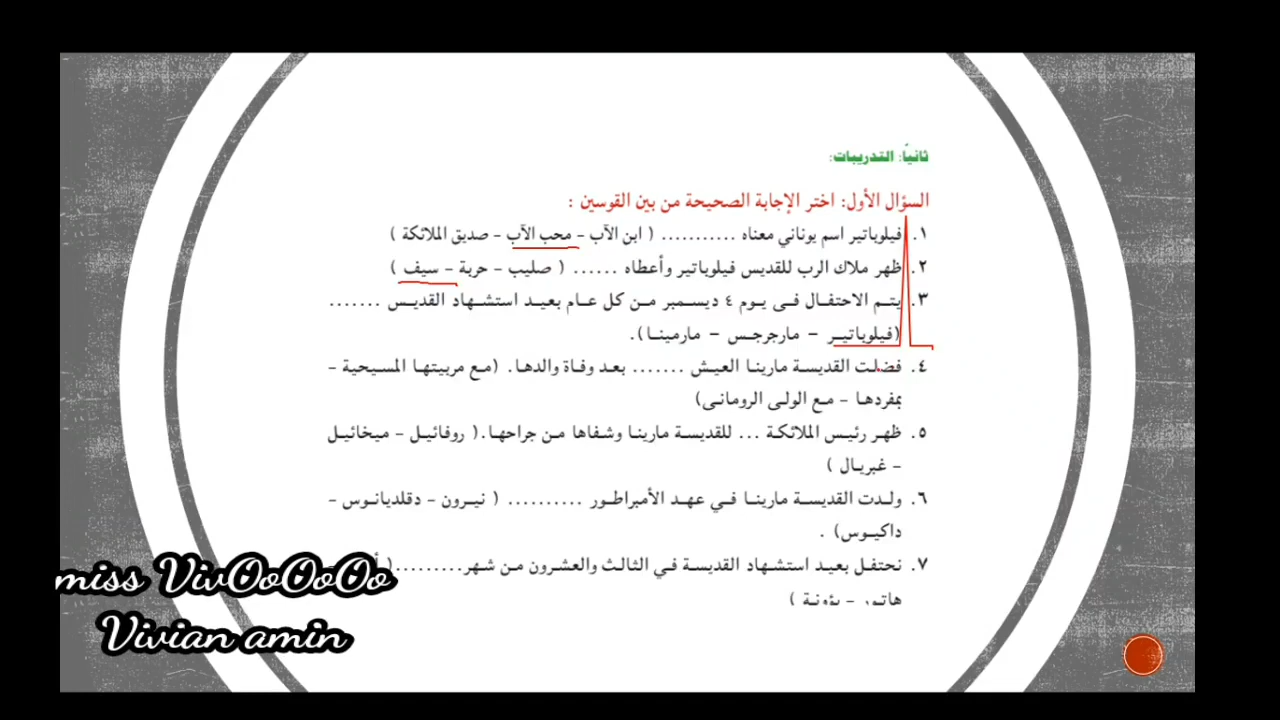 ثانياً: التدريبات:
السؤال الأول: اختر الإجابة الصحيحة من بين القوسين :
١. فيلوباتير اسم يوناني معناه ........... ( ابن الآب - محب الآب - صديق الملائكة )
٢. ظهر ملاك الرب للقديس فيلوباتير وأعطاه ...... ( صليب - حربة - سيف )
٣. يتم الاحتفال فى يوم ٤ ديسمبر من كل عام بعيد استشهاد القديس .......
(فيلوباتير - مارجرجس - مارمينا).
٤. فضلت القديسة مارينا العيش ....... بعد وفاة والدها. (مع مربيتها المسيحية -
بمفردها - مع الولى الرومانى)
٥. ظهر رئيس الملائكة ... للقديسة مارينا وشفاها من جراحها.( روفائيل - ميخائيل
- غبريال )
٦. ولدت القديسة مارينا في عهد الأمبراطور .......... ( نيرون - دقلديانوس -
داكيوس) .
٧. نحتفل بعيد استشهاد القديسة في الثالث والعشرون من شهر.........(
هاتور - بؤونة )
miss VivOoOoOo
Vivian amin